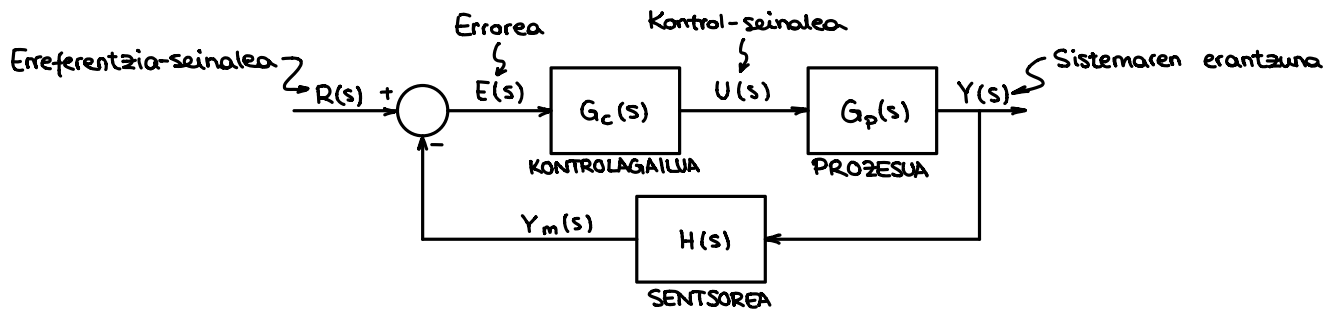 Kontrol-seinalea
Errorea
Erreferentzia-seinalea
Sistemaren erantzuna
R(s)
+
-
E(s)
Gc(s)
KONTROLAGAILUA
U(s)
Gp(s)
PROZESUA
Y(s)
Ym(s)
H(s)
SENTSOREA